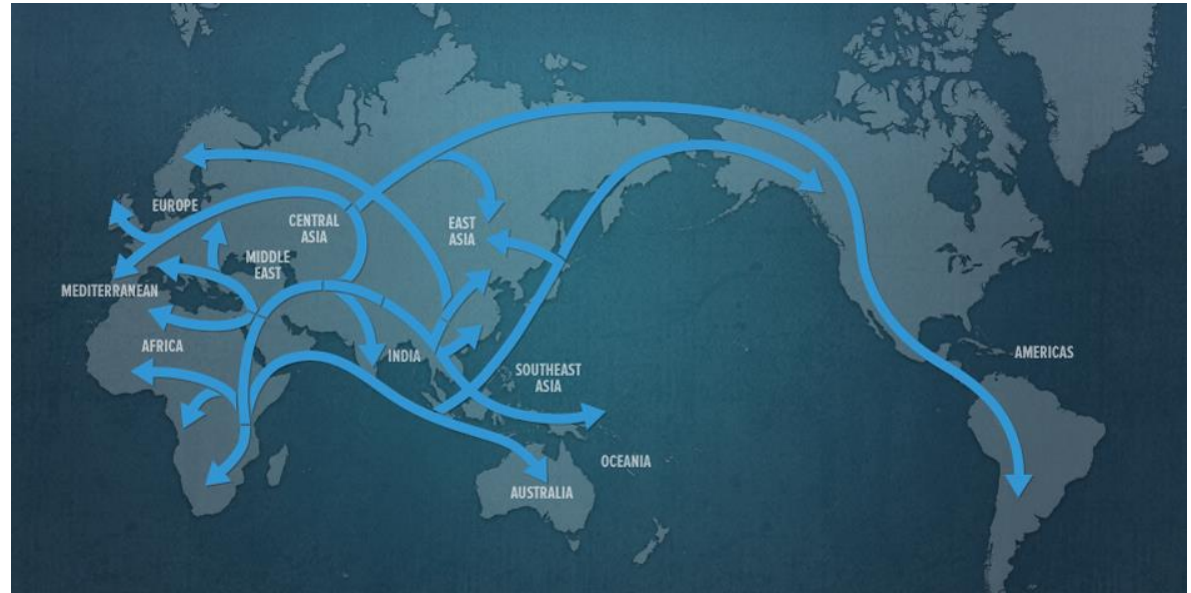 EUROPE
CENTRAL
ASIA
EAST
ASIA
MIDDLE
EAST
MEDITERRANEAN
AFRICA
INDIA
SOUTHEAST
ASIA
AMERICAS
OCEANIA
AUSTRALIA